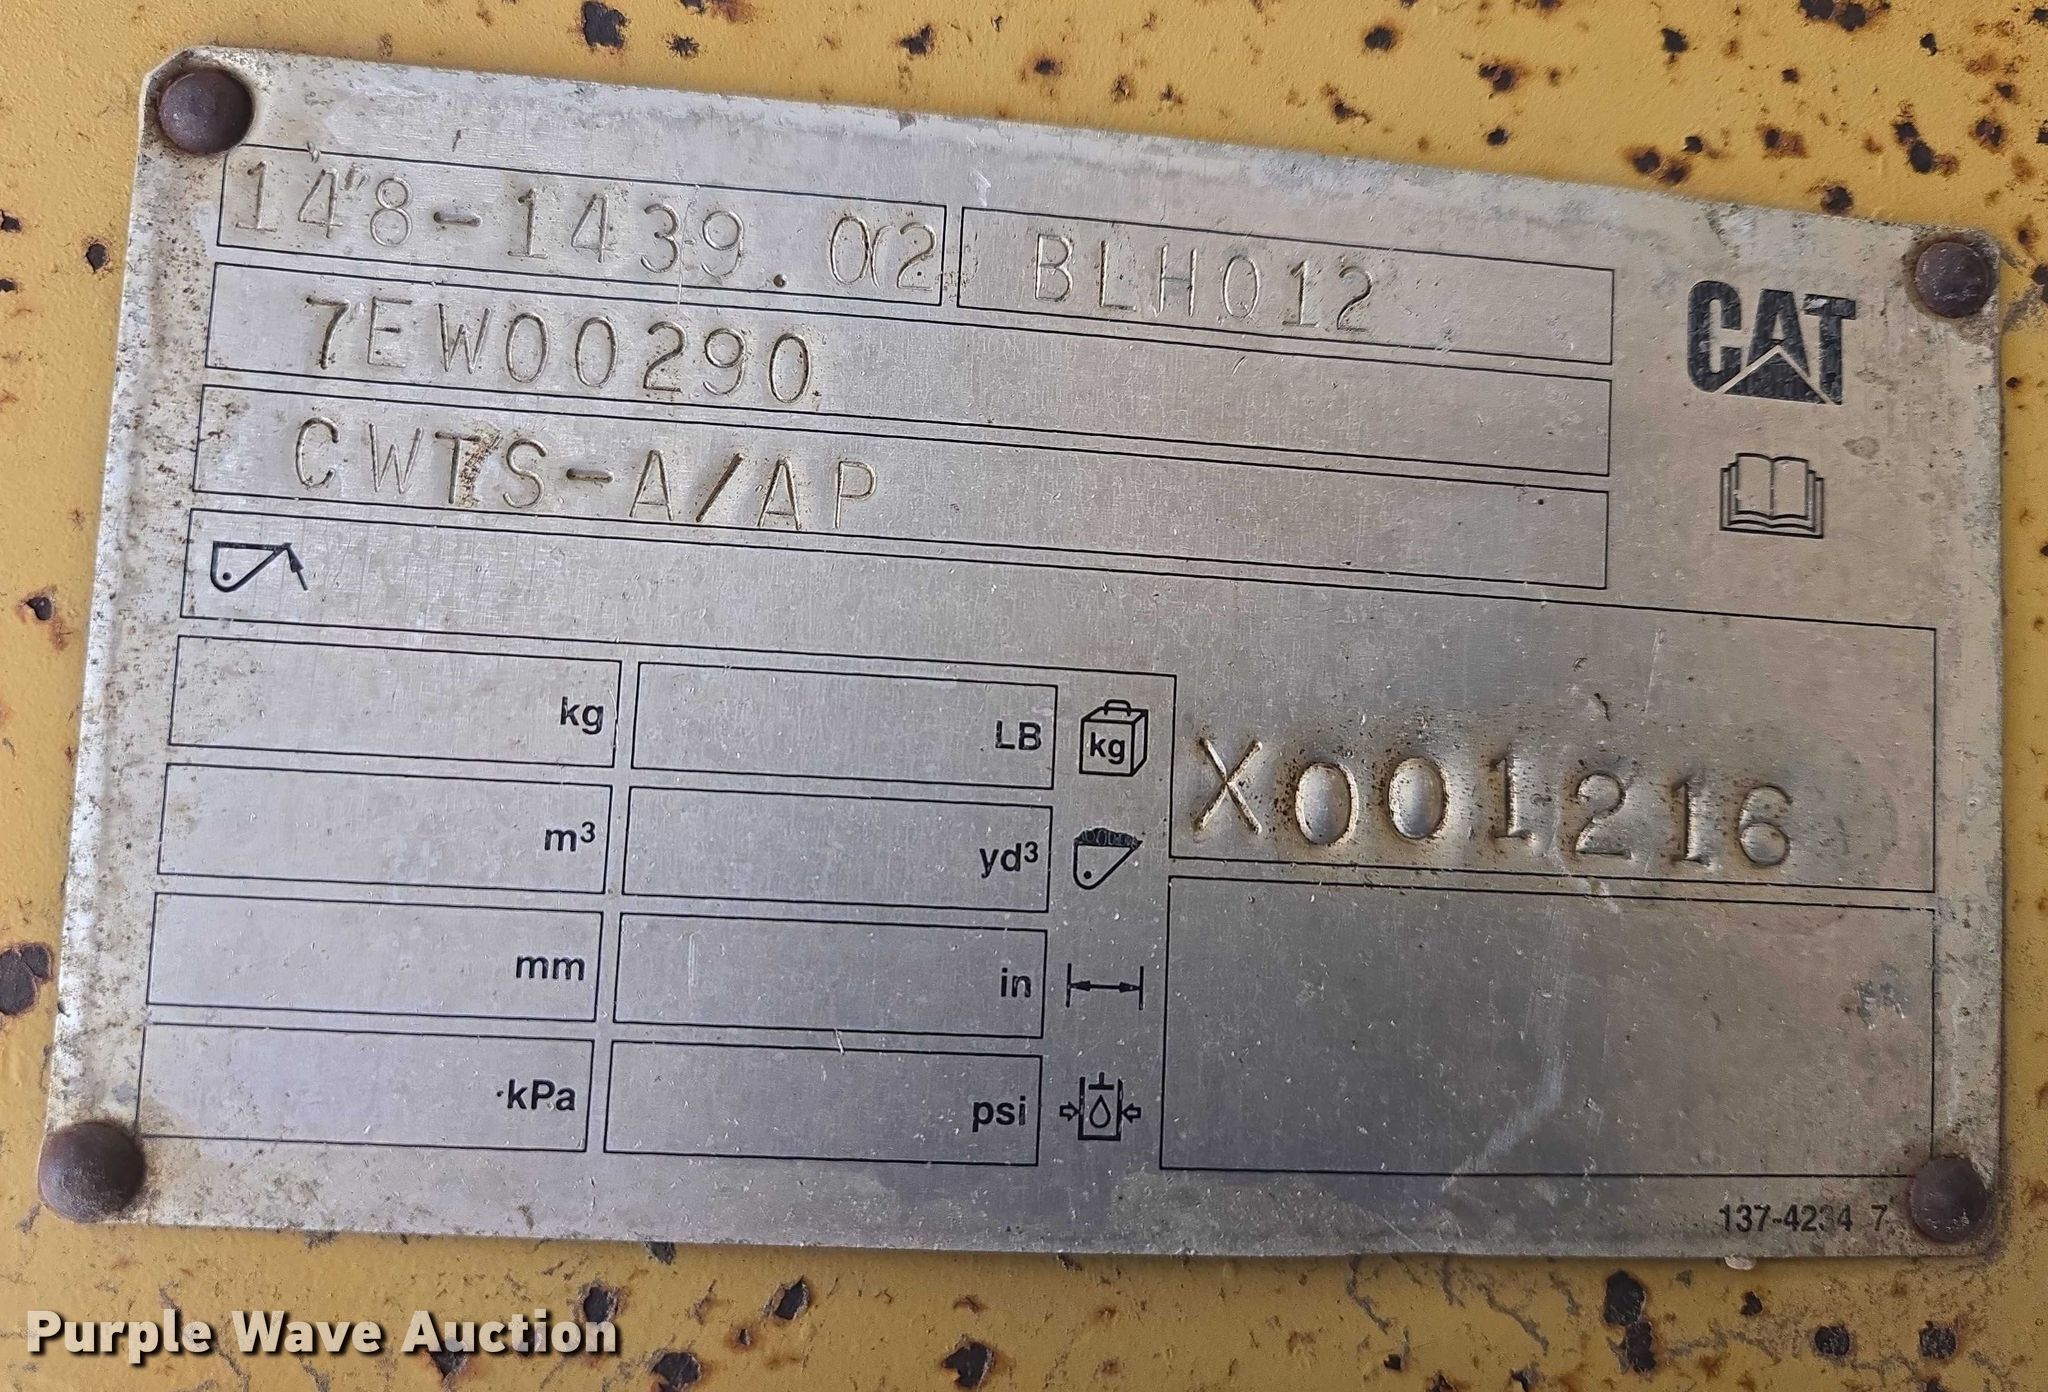 148-1439.02 BLHQ12
CAT
7EW00290
CWTS-A/AP
kg LB kg
X001216
m³ yd³
mm in
kPa psi
137-4234 7
Purple Wave Auction